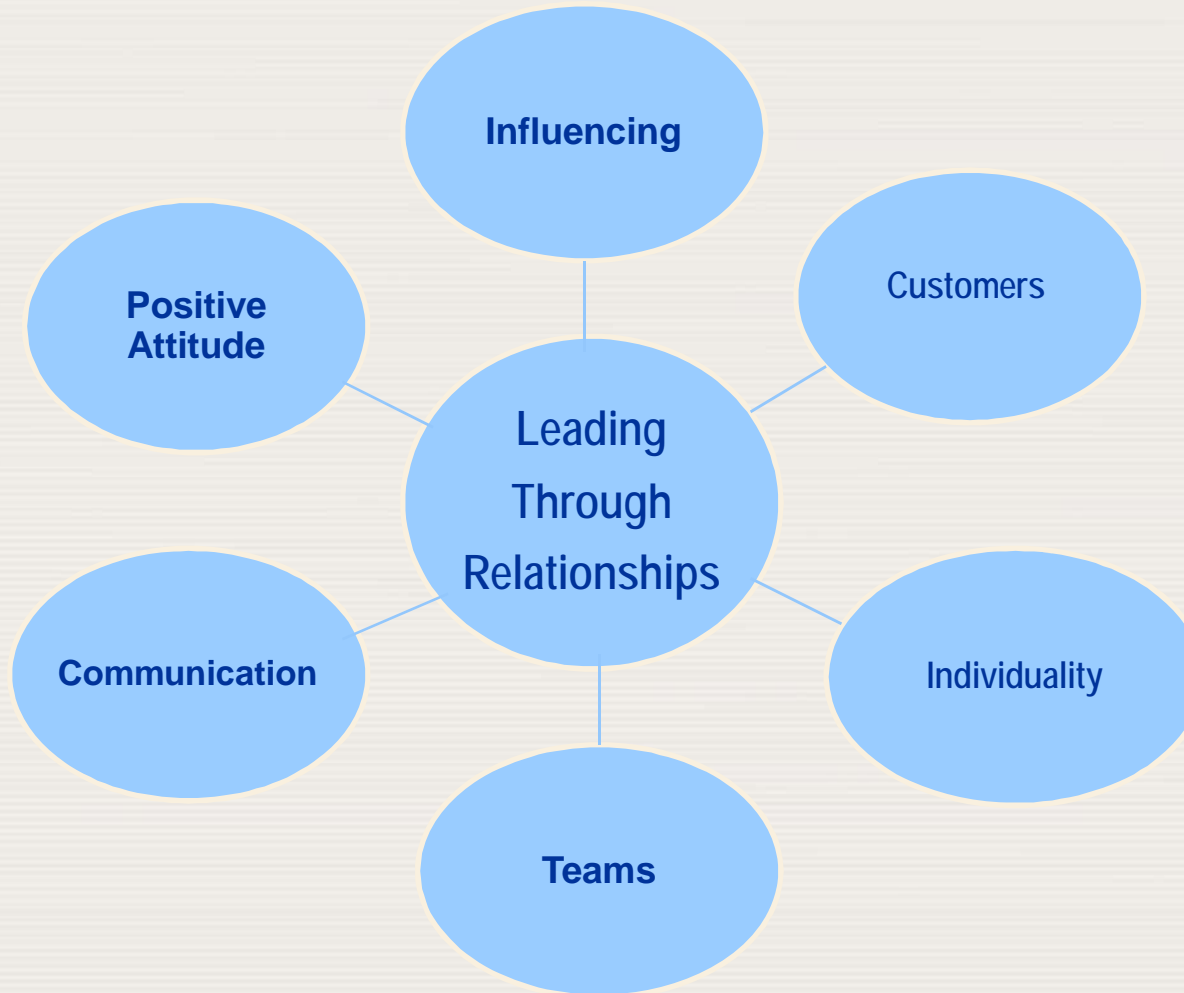 Influencing
Customers
Positive
Attitude
Leading
Through
Relationships
Communication
Individuality
Teams